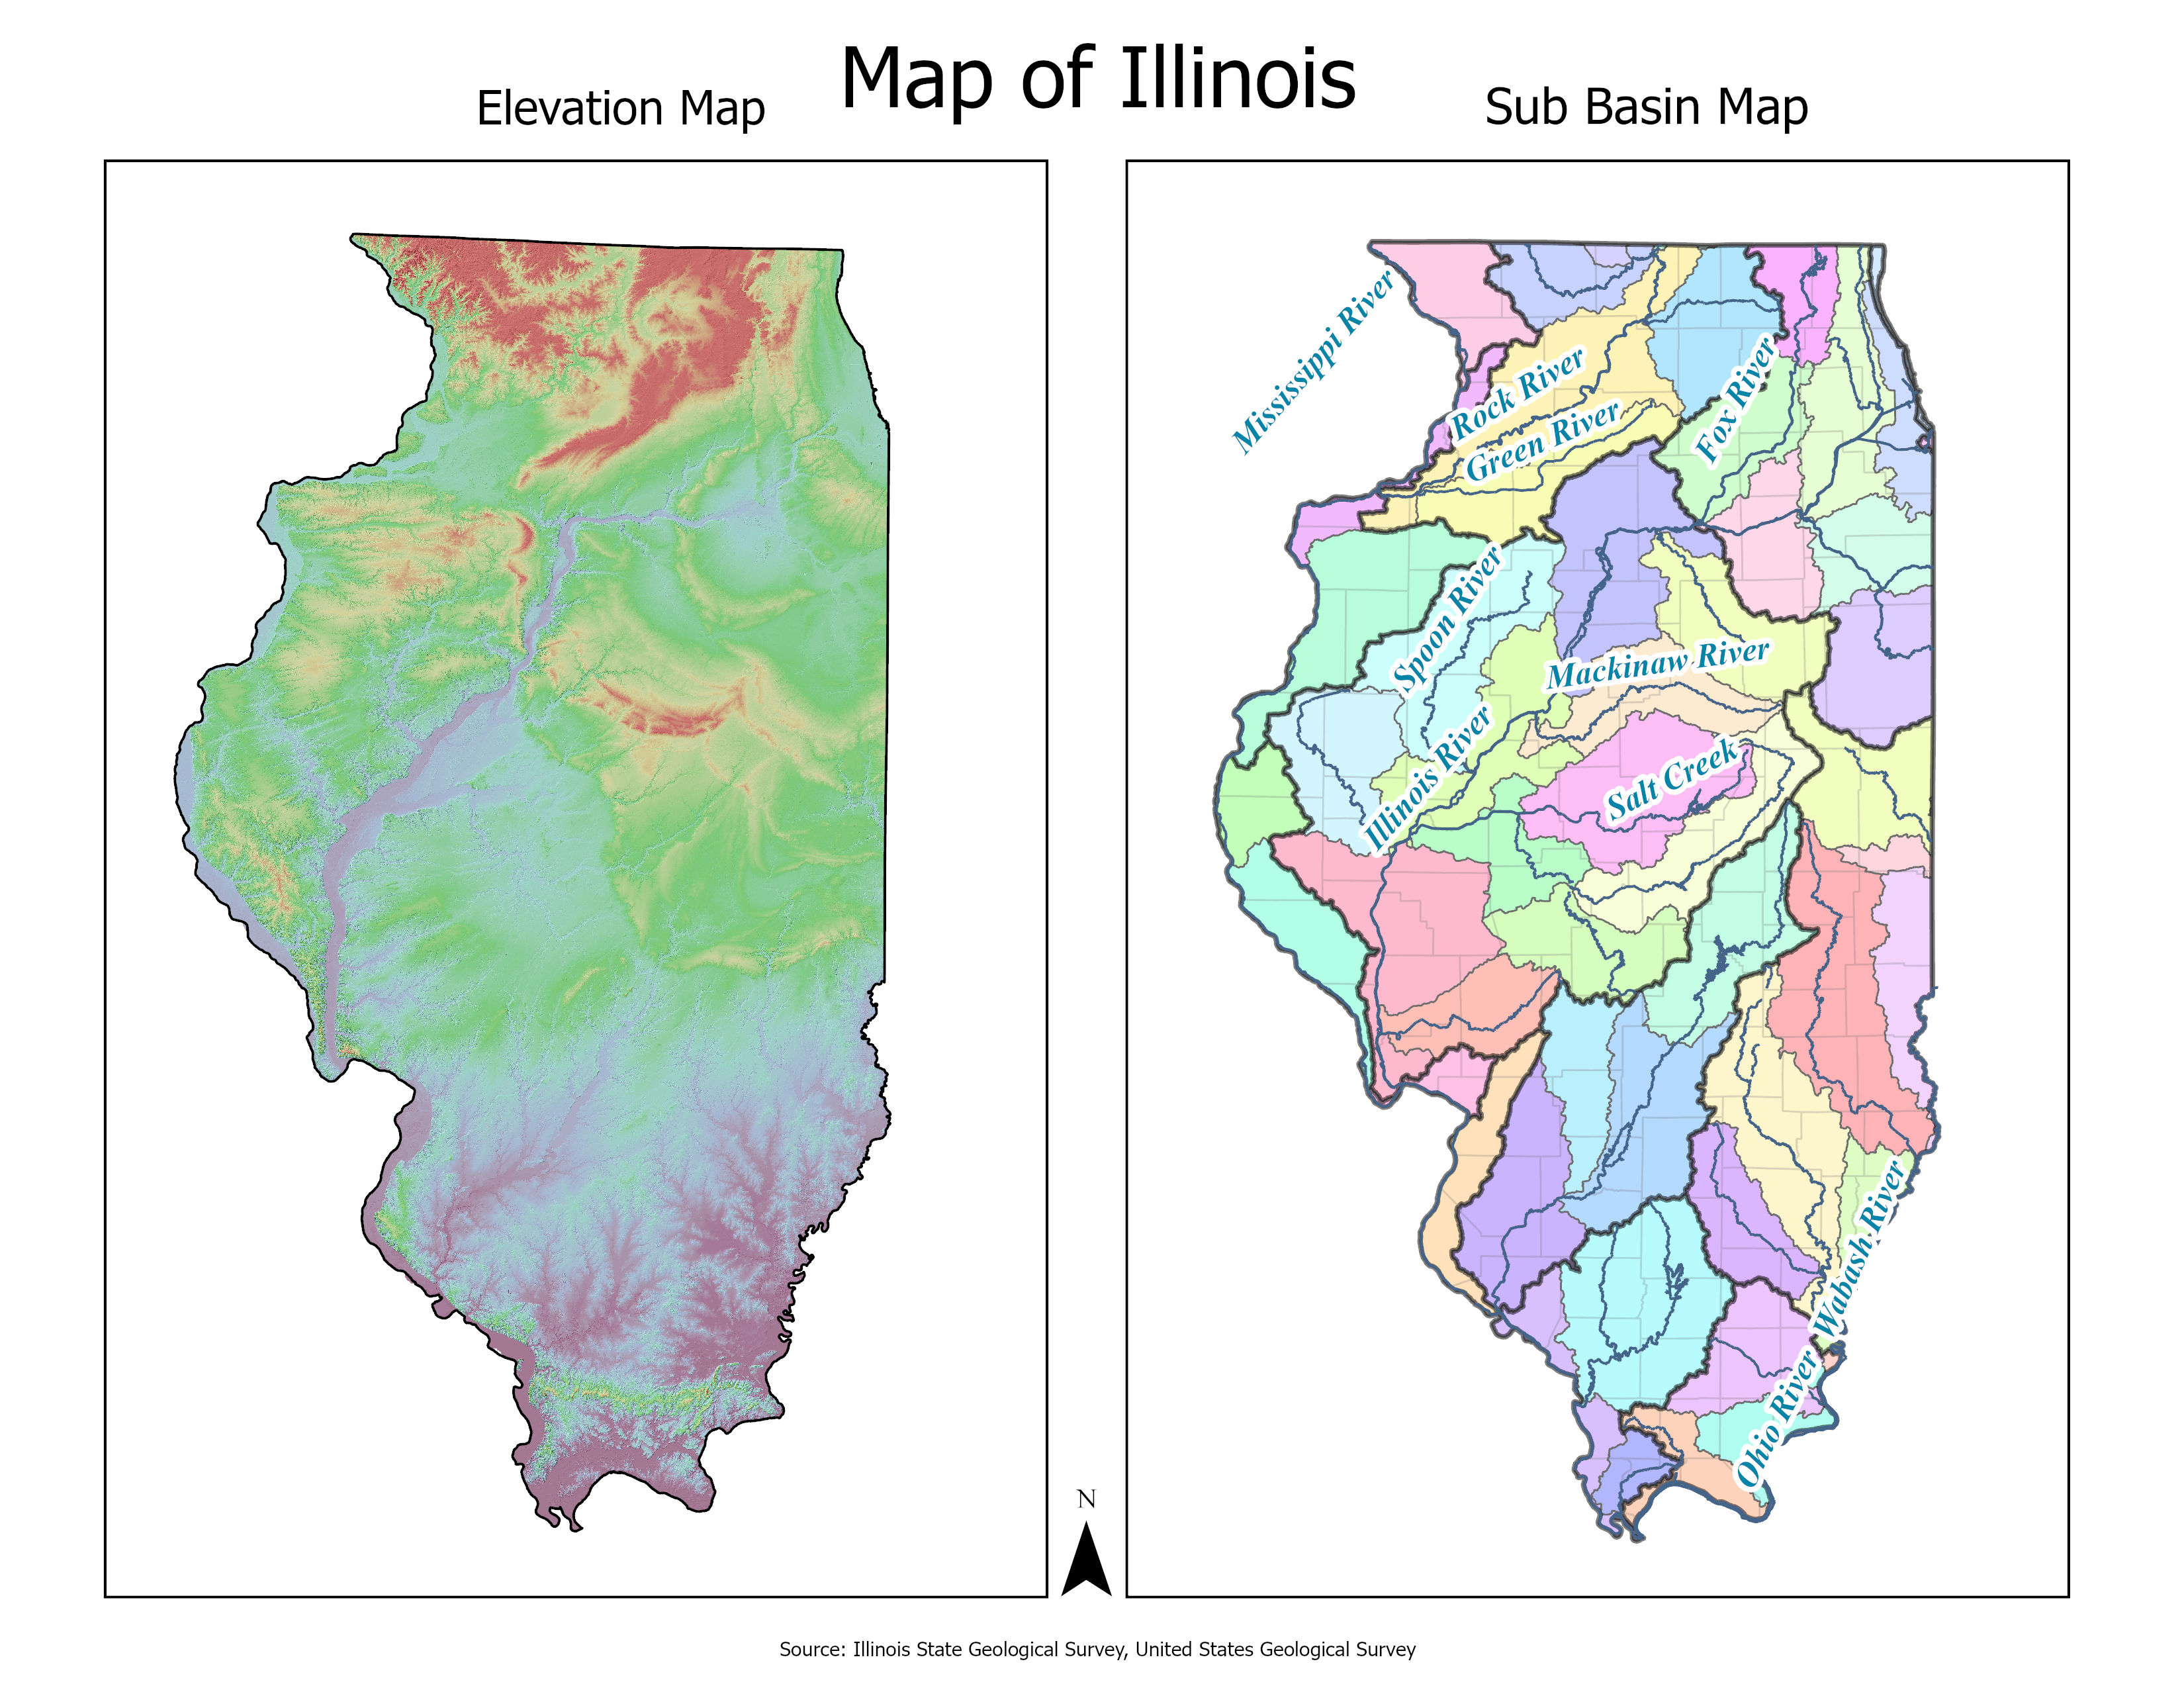 Map of Illinois
Elevation Map
Sub Basin Map
Mississippi River
Rock River
Green River
Fox River
Spoon River
Mackinaw River
Illinois River
Salt Creek
Wabash River
Ohio River
N
Source: Illinois State Geological Survey, United States Geological Survey